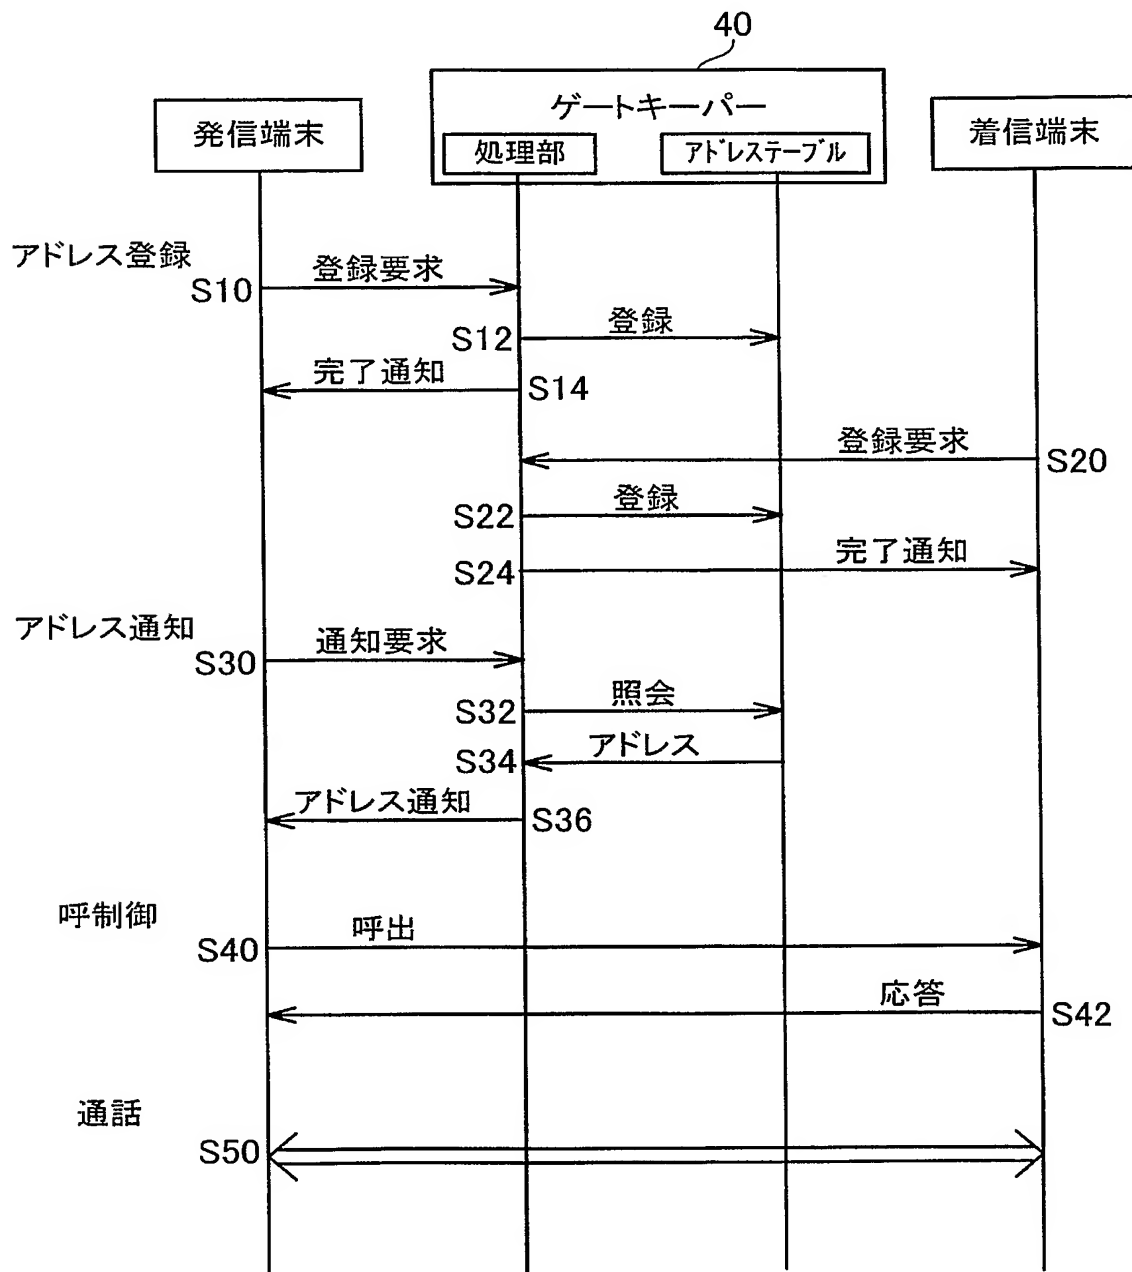 40
ゲートキーパー
発信端末
処理部
アドレステーブル
着信端末
アドレス登録
S10
登録要求
S12
登録
完了通知
S14
登録要求
S20
S22
登録
S24
完了通知
アドレス通知
S30
通知要求
S32
照会
S34
アドレス
アドレス通知
S36
呼制御
S40
呼出
応答
S42
通話
S50